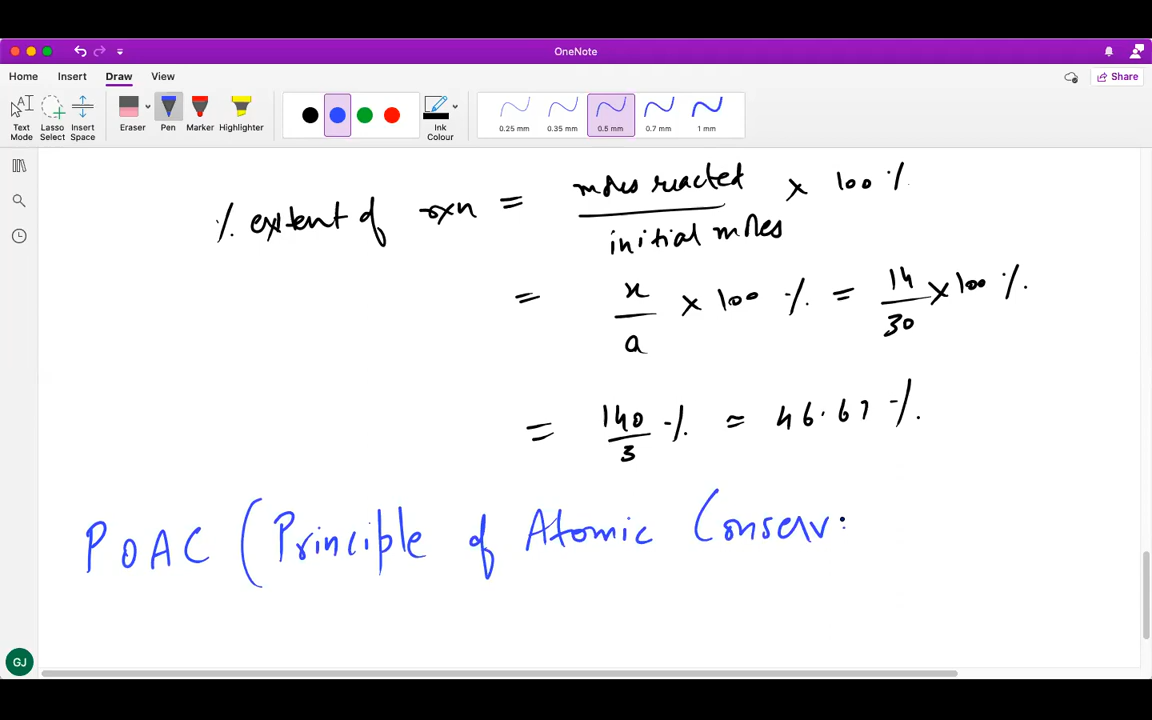 OneNote
Home Insert Draw View
Share
Text Mode
Lasso Select
Insert Space
Eraser
Pen
Marker
Highlighter
Ink Colour
0.25 mm
0.35 mm
0.5 mm
0.7 mm
1 mm
% extent of rxn = moles reacted / initial moles × 100 %
= x / a × 100 % = 14 / 30 × 100 %
= 140 / 3 % = 46.67 %
POAC (Principle of Atomic Conserv
GJ